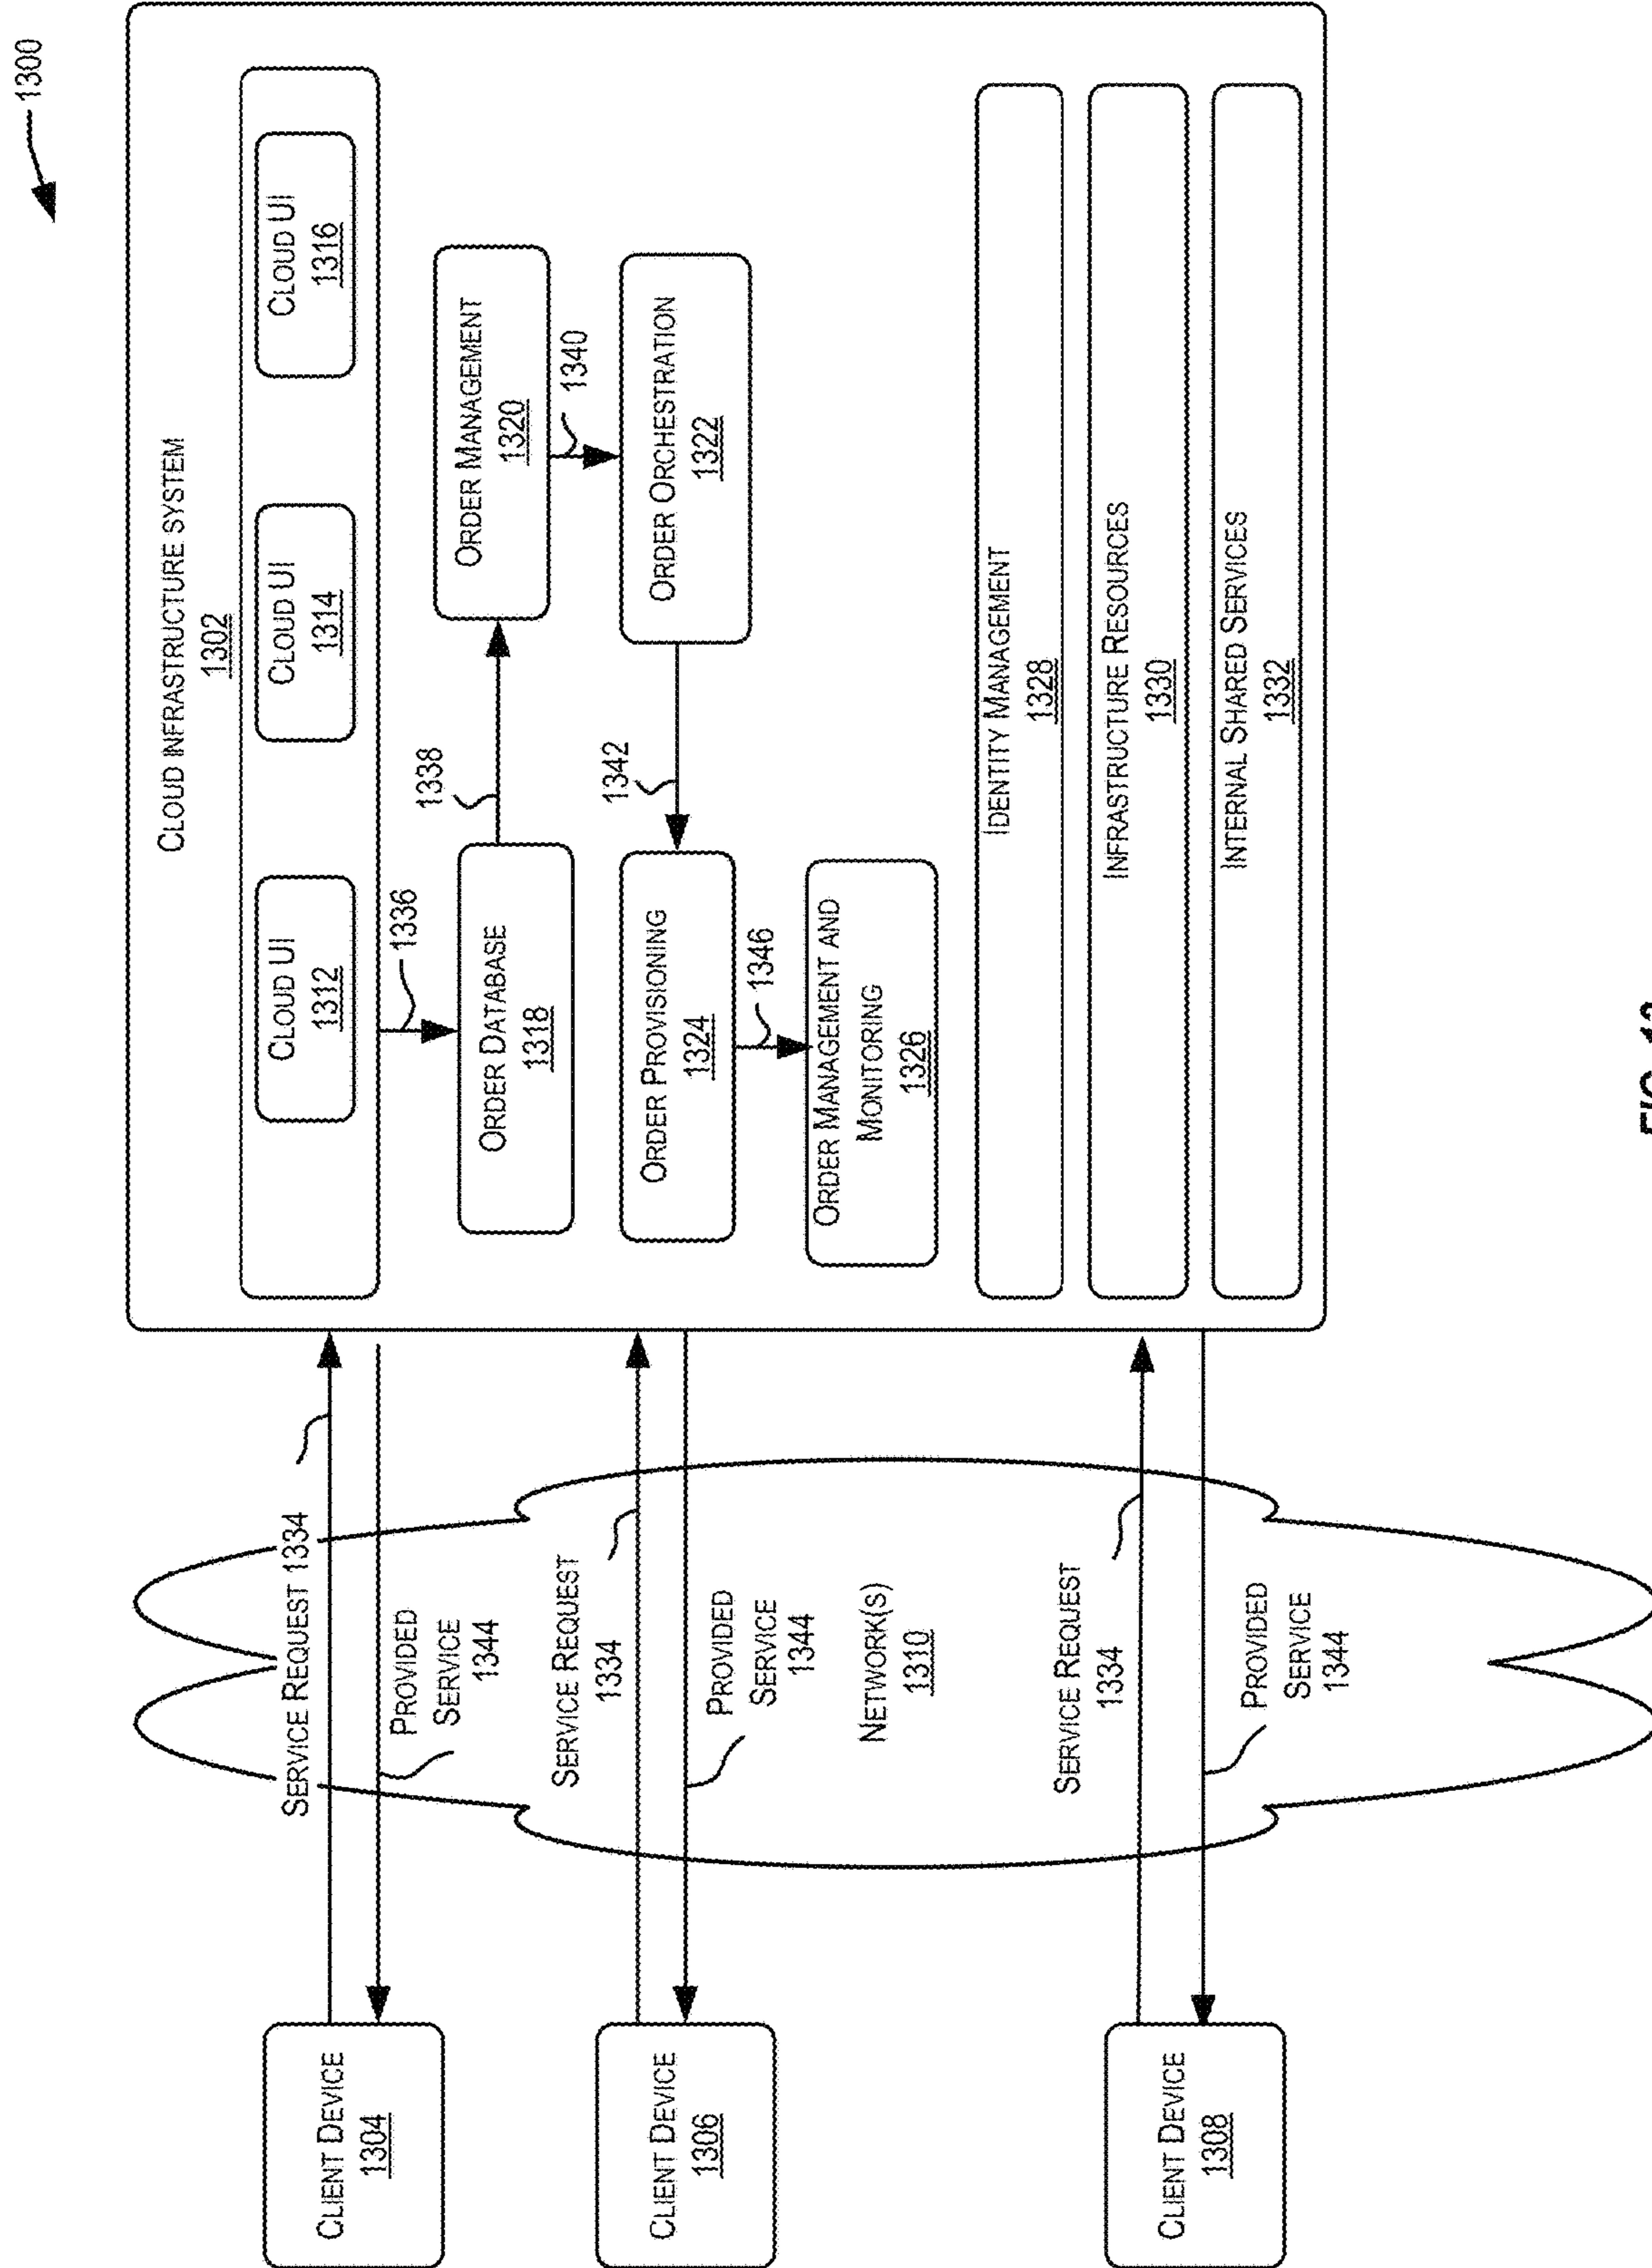 1300
CLOUD INFRASTRUCTURE SYSTEM
1302
CLOUD UI
1312
CLOUD UI
1314
CLOUD UI
1316
1336
ORDER DATABASE
1318
1338
ORDER MANAGEMENT
1320
1340
ORDER PROVISIONING
1324
1342
ORDER ORCHESTRATION
1322
1346
ORDER MANAGEMENT AND
MONITORING
1326
IDENTITY MANAGEMENT
1328
INFRASTRUCTURE RESOURCES
1330
INTERNAL SHARED SERVICES
1332
CLIENT DEVICE
1304
SERVICE REQUEST 1334
PROVIDED
SERVICE
1344
CLIENT DEVICE
1306
SERVICE REQUEST
1334
PROVIDED
SERVICE
1344
NETWORK(S)
1310
CLIENT DEVICE
1308
SERVICE REQUEST
1334
PROVIDED
SERVICE
1344
FIG. 13